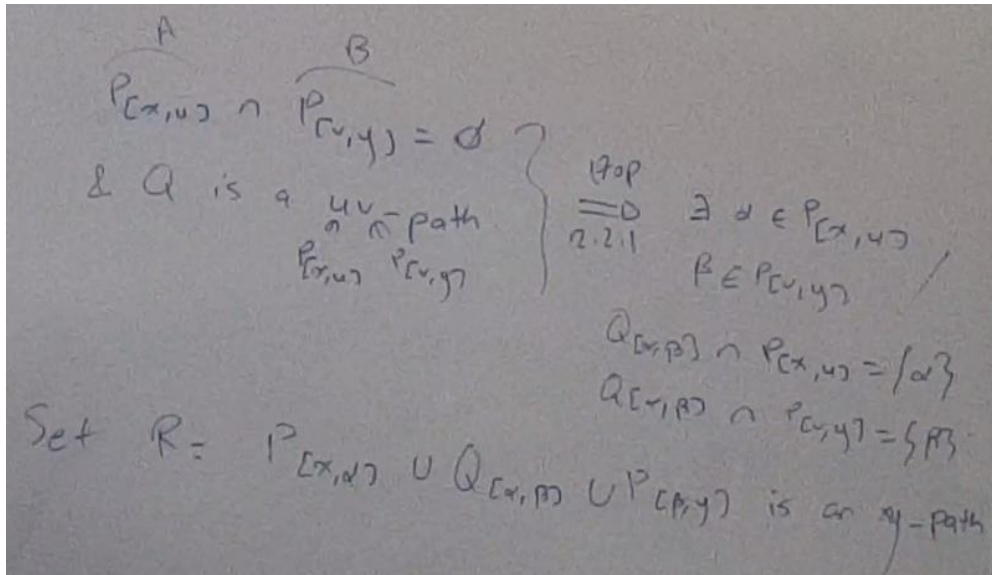 A B
P[x,u] ∩ P[v,y] = ∅
& Q is a uv-path
P[x,u] P[v,y]
Prop
2.2.1
⇒ ∃ α ∈ P[x,u]
β ∈ P[v,y] /
Q[α,β] ∩ P[x,u] = {α}
Q[α,β] ∩ P[v,y] = {β}.
Set R = P[x,α] ∪ Q[α,β] ∪ P[β,y] is an xy-path